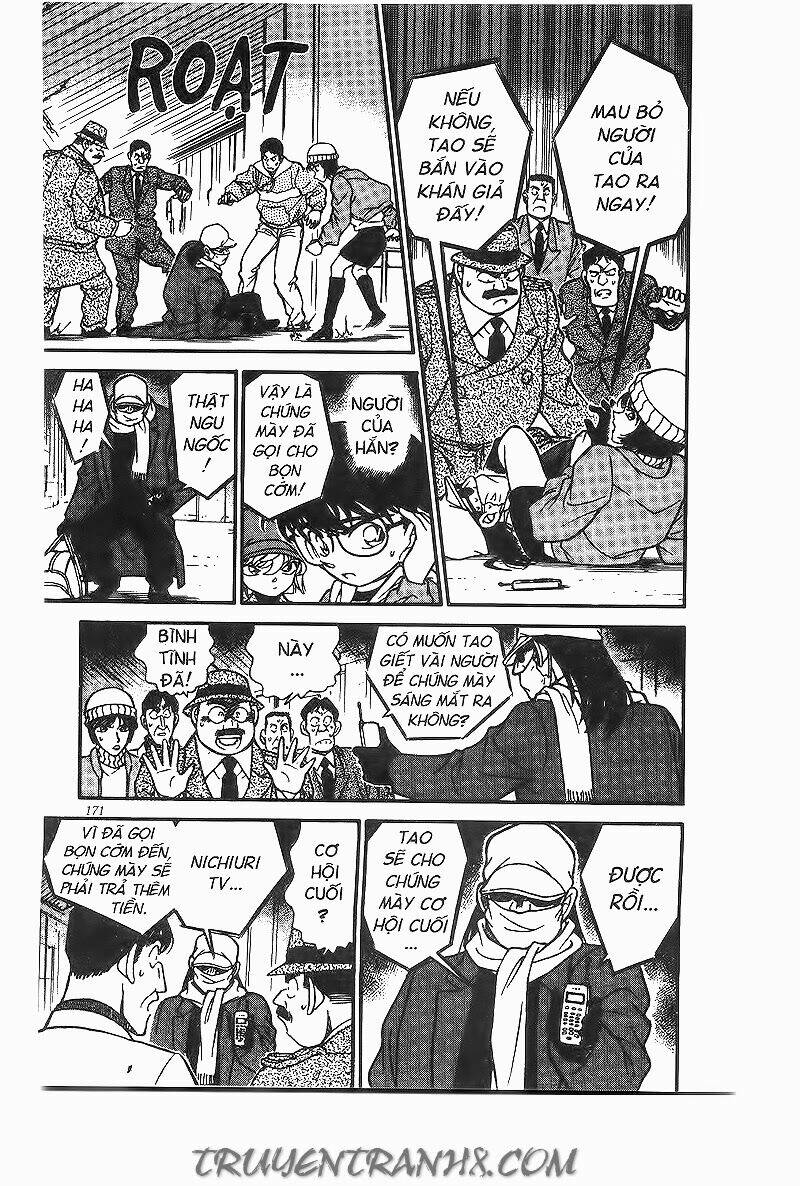 MAU BỎ
NGƯỜI
CỦA
TAO RA
NGAY!
NẾU
KHÔNG,
TAO SẼ
BẮN VÀO
KHÁN GIẢ
ĐẤY!
ROẠT
NGƯỜI
CỦA
HẮN?
VẬY LÀ
CHÚNG
MÀY ĐÃ
GỌI CHO
BỌN
CỚM!
THẬT
NGU
NGỐC
!
HA
HA
HA
!
CÓ MUỐN TAO
GIẾT VÀI NGƯỜI
ĐỂ CHÚNG MÀY
SÁNG MẮT RA
KHÔNG?
NÀY
...
BÌNH
TĨNH
ĐÃ!
171
ĐƯỢC
RỒI...
TAO
SẼ CHO
CHÚNG
MÀY CƠ
HỘI CUỐI
...
CƠ
HỘI
CUỐI
?
NICHIURI
TV...
VÌ ĐÃ GỌI
BỌN CỚM ĐẾN,
CHÚNG MÀY SẼ
PHẢI TRẢ THÊM
TIỀN.
TRUYENTRANH8.COM